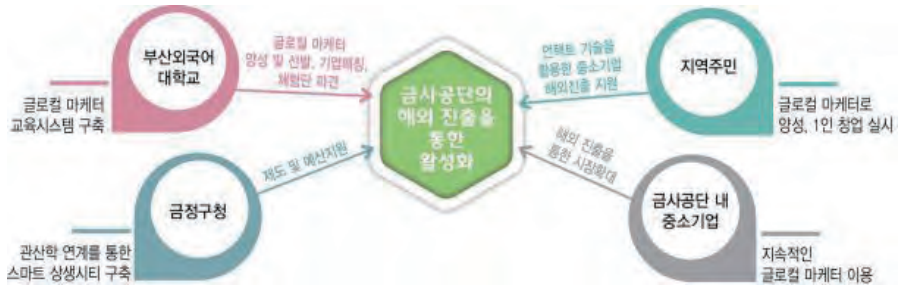 부산외국어
대학교
글로컬 마케터
교육시스템 구축
글로컬 마케터
양성 및 선발, 기업매칭,
체험단 파견
금사공단의
해외 진출을
통한
활성화
언택트 기술을
활용한 중소기업
해외진출 지원
지역주민
글로컬 마케터로
양성, 1인 창업 실시
금정구청
관산학 연계를 통한
스마트 상생시티 구축
제도 및 예산지원
해외 진출을
통한 시장확대
금사공단 내
중소기업
지속적인
글로컬 마케터 이용